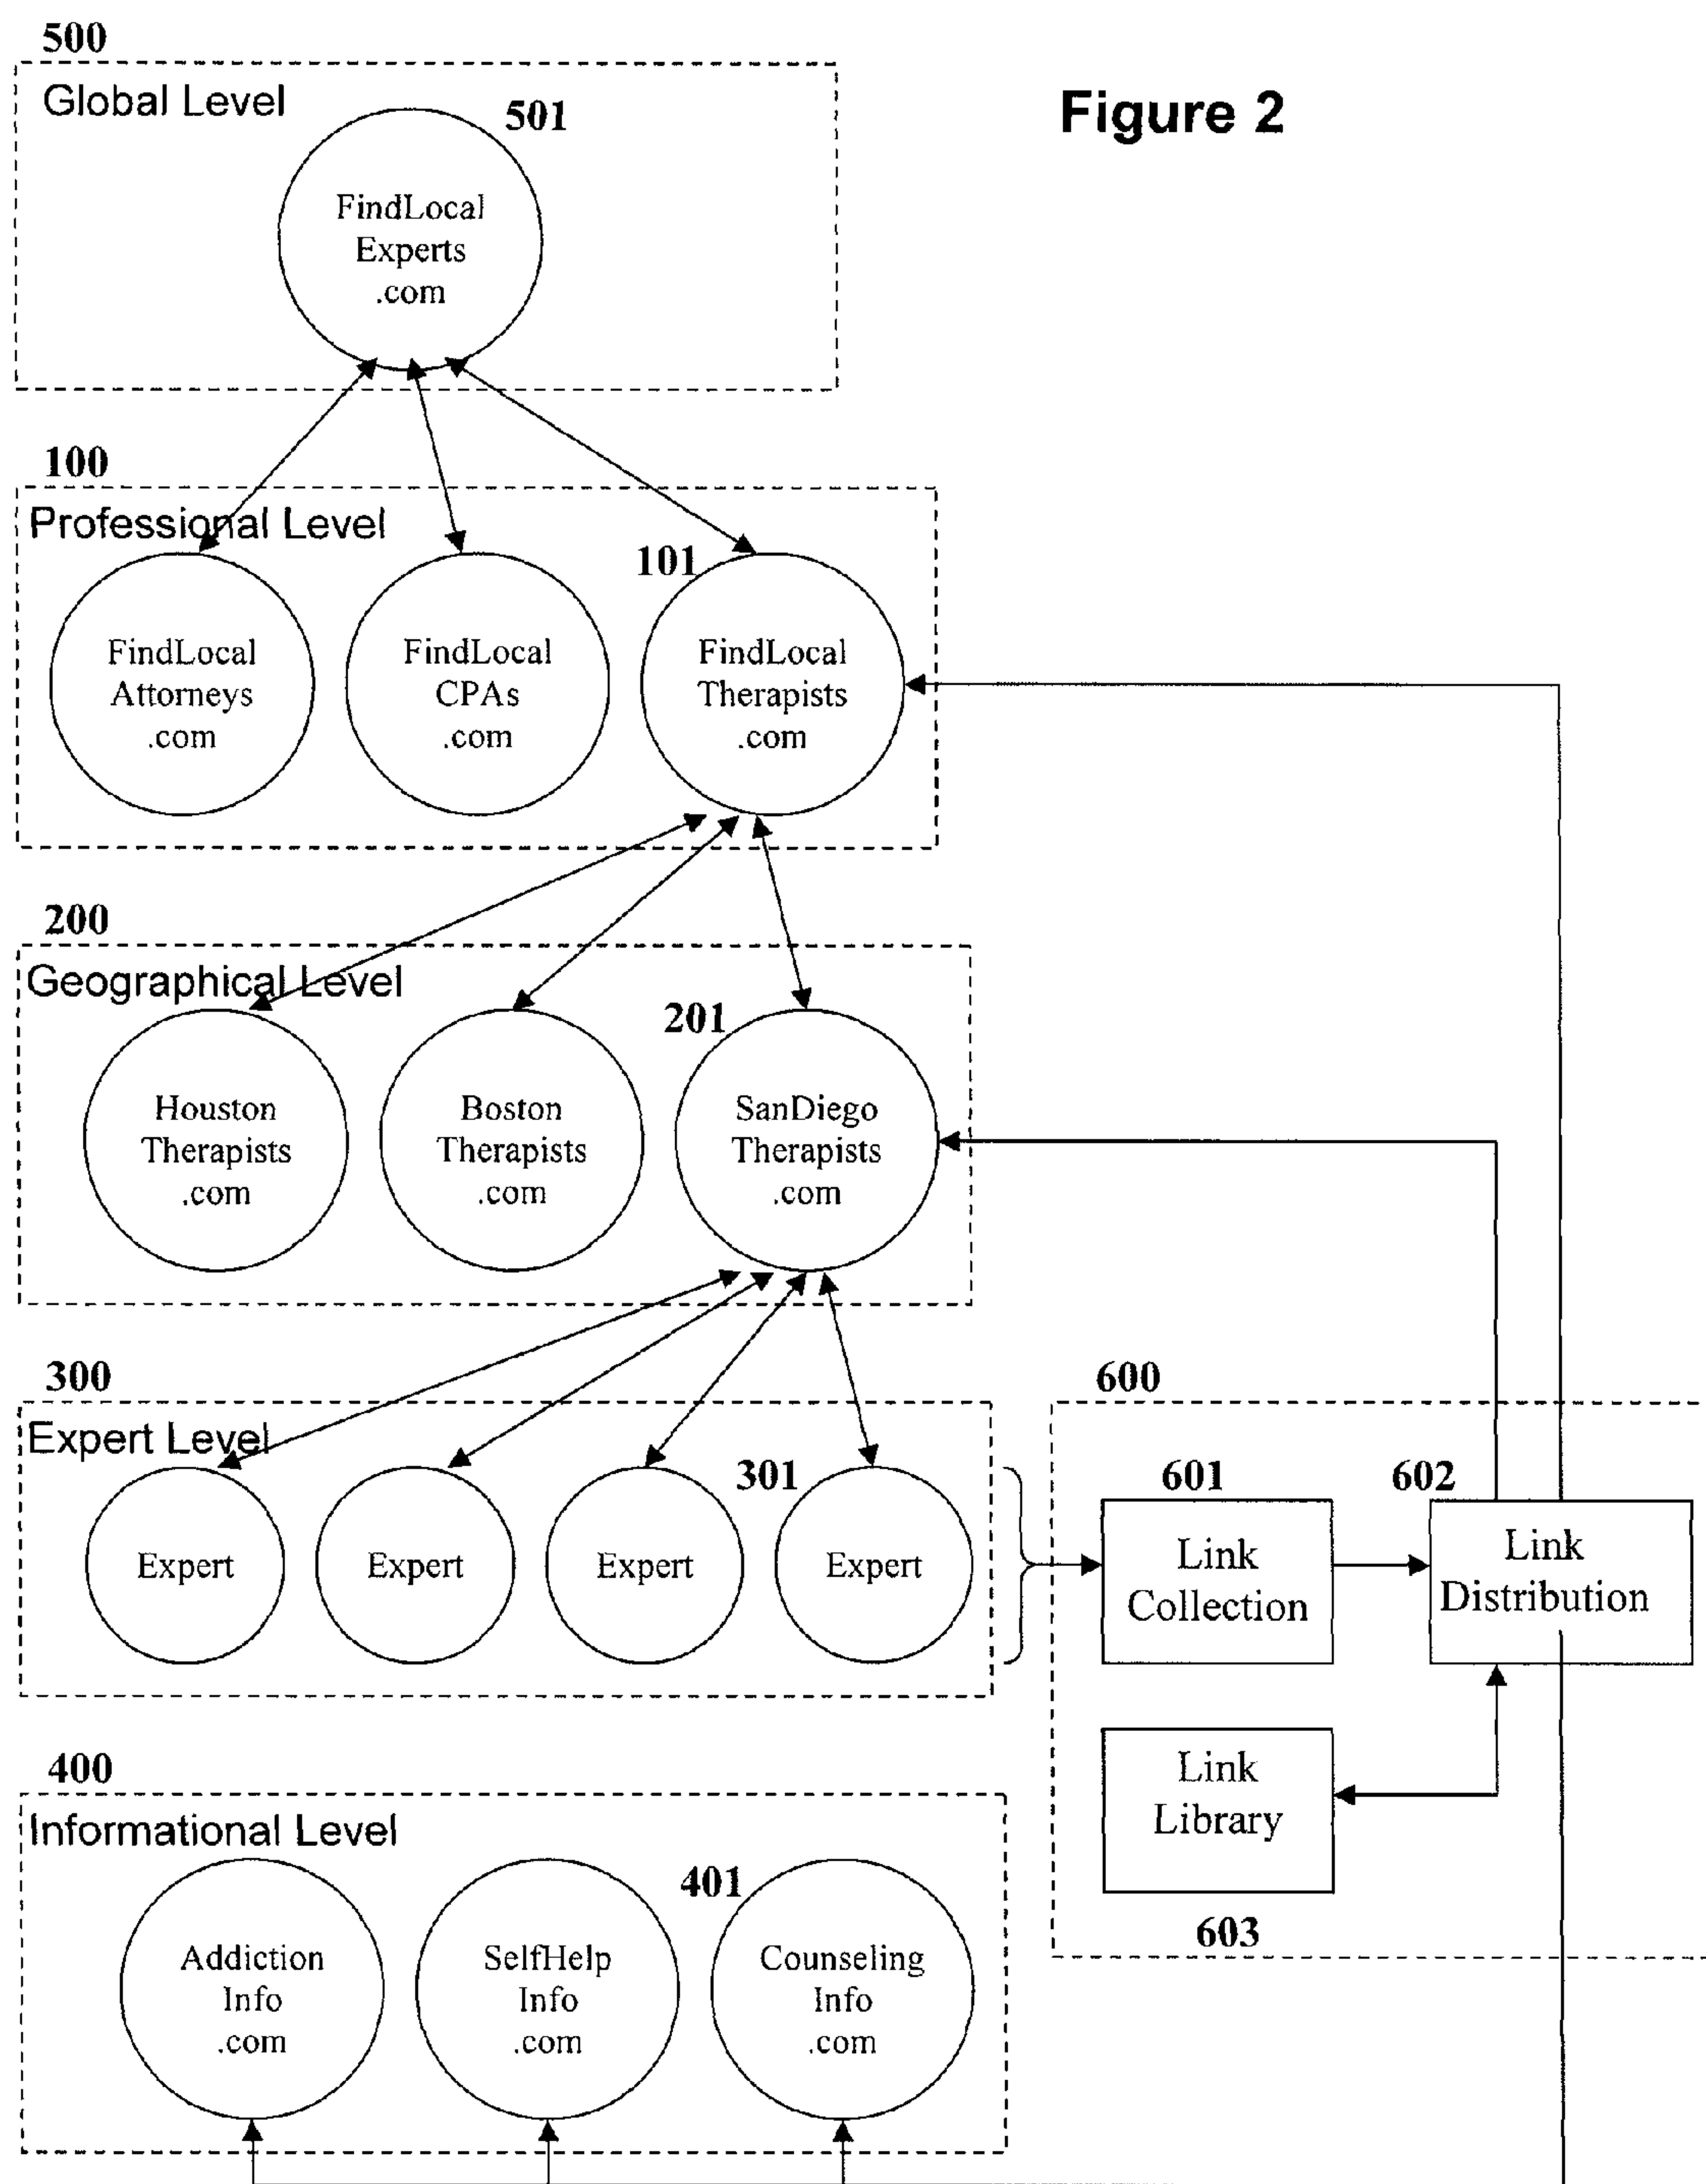 500
Global Level
501
Figure 2
FindLocal
Experts
.com
100
Professional Level
101
FindLocal
Attorneys
.com
FindLocal
CPAs
.com
FindLocal
Therapists
.com
200
Geographical Level
201
Houston
Therapists
.com
Boston
Therapists
.com
SanDiego
Therapists
.com
300
Expert Level
301
Expert
Expert
Expert
Expert
600
601
602
Link
Collection
Link
Distribution
Link
Library
603
400
Informational Level
401
Addiction
Info
.com
SelfHelp
Info
.com
Counseling
Info
.com